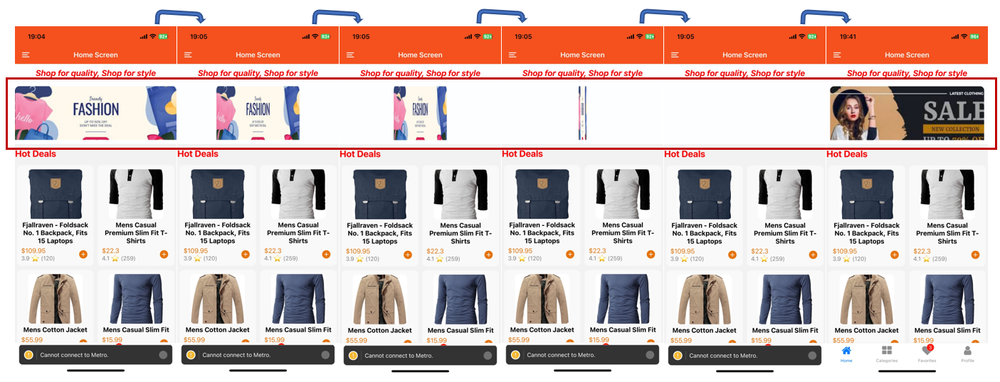 19:04 92 19:05 93 19:05 92 19:05 92 19:05 92 19:41 96
Home Screen Home Screen Home Screen Home Screen Home Screen Home Screen
Shop for quality, Shop for style Shop for quality, Shop for style Shop for quality, Shop for style Shop for quality, Shop for style Shop for quality, Shop for style Shop for quality, Shop for style
hello
Trendy
FASHION
UP TO 50% OFF
DON'T MISS THE DEAL
Trendy
FASHION
UP TO 50% OFF
DON'T MISS THE DEAL
Trendy
FASHION
LATEST CLOTHING
SALE
NEW COLLECTION
UP TO 70% OF
Hot Deals Hot Deals Hot Deals Hot Deals Hot Deals Hot Deals
Fjallraven - Foldsack Mens Casual Fjallraven - Foldsack Mens Casual Fjallraven - Foldsack Mens Casual Fjallraven - Foldsack Mens Casual Fjallraven - Foldsack Mens Casual Fjallraven - Foldsack Mens Casual
No. 1 Backpack, Fits Premium Slim Fit T- No. 1 Backpack, Fits Premium Slim Fit T- No. 1 Backpack, Fits Premium Slim Fit T- No. 1 Backpack, Fits Premium Slim Fit T- No. 1 Backpack, Fits Premium Slim Fit T- No. 1 Backpack, Fits Premium Slim Fit T-
15 Laptops Shirts 15 Laptops Shirts 15 Laptops Shirts 15 Laptops Shirts 15 Laptops Shirts 15 Laptops Shirts
$109.95 $22.3 $109.95 $22.3 $109.95 $22.3 $109.95 $22.3 $109.95 $22.3 $109.95 $22.3
3.9 ⭐ (120) 4.1 ⭐ (259) 3.9 ⭐ (120) 4.1 ⭐ (259) 3.9 ⭐ (120) 4.1 ⭐ (259) 3.9 ⭐ (120) 4.1 ⭐ (259) 3.9 ⭐ (120) 4.1 ⭐ (259) 3.9 ⭐ (120) 4.1 ⭐ (259)
Mens Cotton Jacket Mens Casual Slim Fit Mens Cotton Jacket Mens Casual Slim Fit Mens Cotton Jacket Mens Casual Slim Fit Mens Cotton Jacket Mens Casual Slim Fit Mens Cotton Jacket Mens Casual Slim Fit Mens Cotton Jacket Mens Casual Slim Fit
$55.99 $15.99 $55.99 $15.99 $55.99 $15.99 $55.99 $15.99 $55.99 $15.99 $55.99 $15.99
Cannot connect to Metro. Cannot connect to Metro. Cannot connect to Metro. Cannot connect to Metro. Cannot connect to Metro.
3
Home Categories Favorites Profile